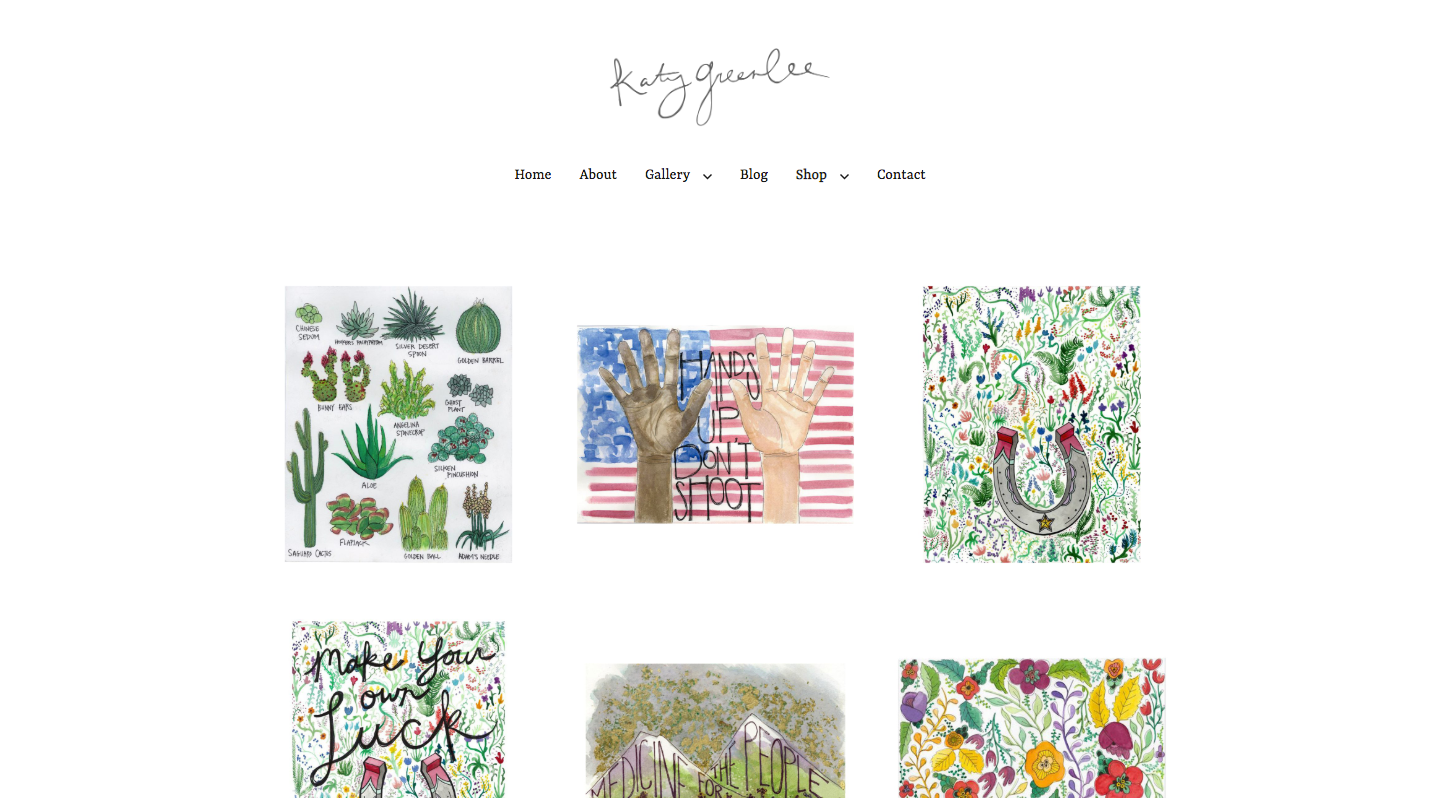 Katy Greenlee
Home About Gallery Blog Shop Contact
CHINESE
SEDUM
SILVER DESERT
SPOON
GOLDEN BARREL
BUNNY EARS
ANGELINA
STONECROP
GHOST
PLANT
ALOE
SILKEN
PINCUSHION
SAGUARO CACTUS
FLAPJACK
GOLDEN BALL
ADAM'S NEEDLE
HANDS
UP,
DON'T
SHOOT
Make Your
own
Luck
MEDICINE FOR THE PEOPLE